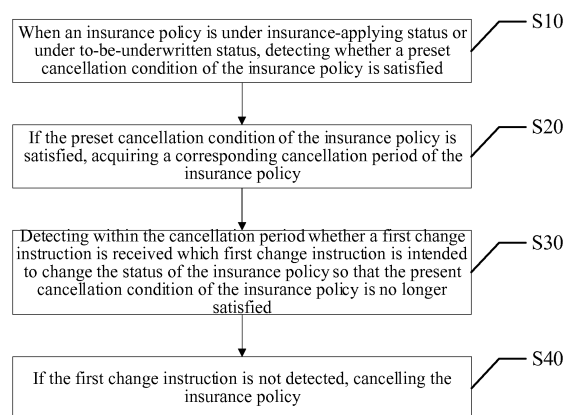 When an insurance policy is under insurance-applying status or
under to-be-underwritten status, detecting whether a preset
cancellation condition of the insurance policy is satisfied
S10
If the preset cancellation condition of the insurance policy is
satisfied, acquiring a corresponding cancellation period of the
insurance policy
S20
Detecting within the cancellation period whether a first change
instruction is received which first change instruction is intended
to change the status of the insurance policy so that the present
cancellation condition of the insurance policy is no longer
satisfied
S30
If the first change instruction is not detected, cancelling the
insurance policy
S40